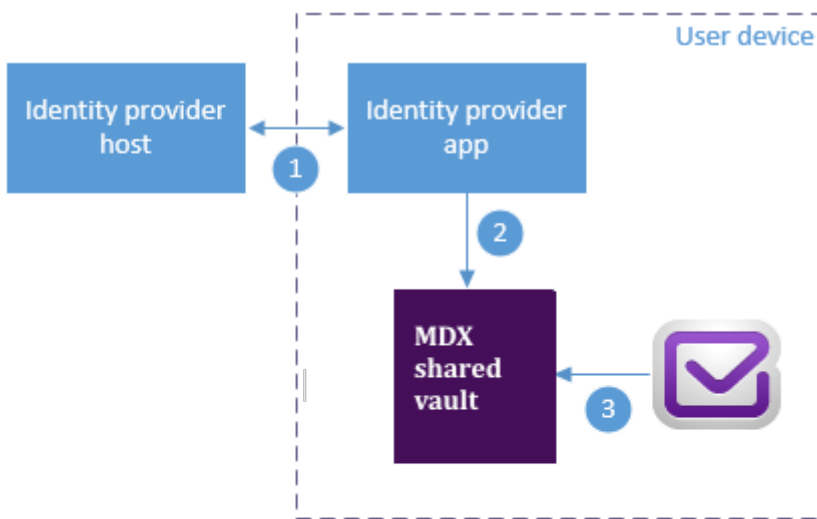 User device
Identity provider
host
Identity provider
app
1
2
MDX
shared
vault
3